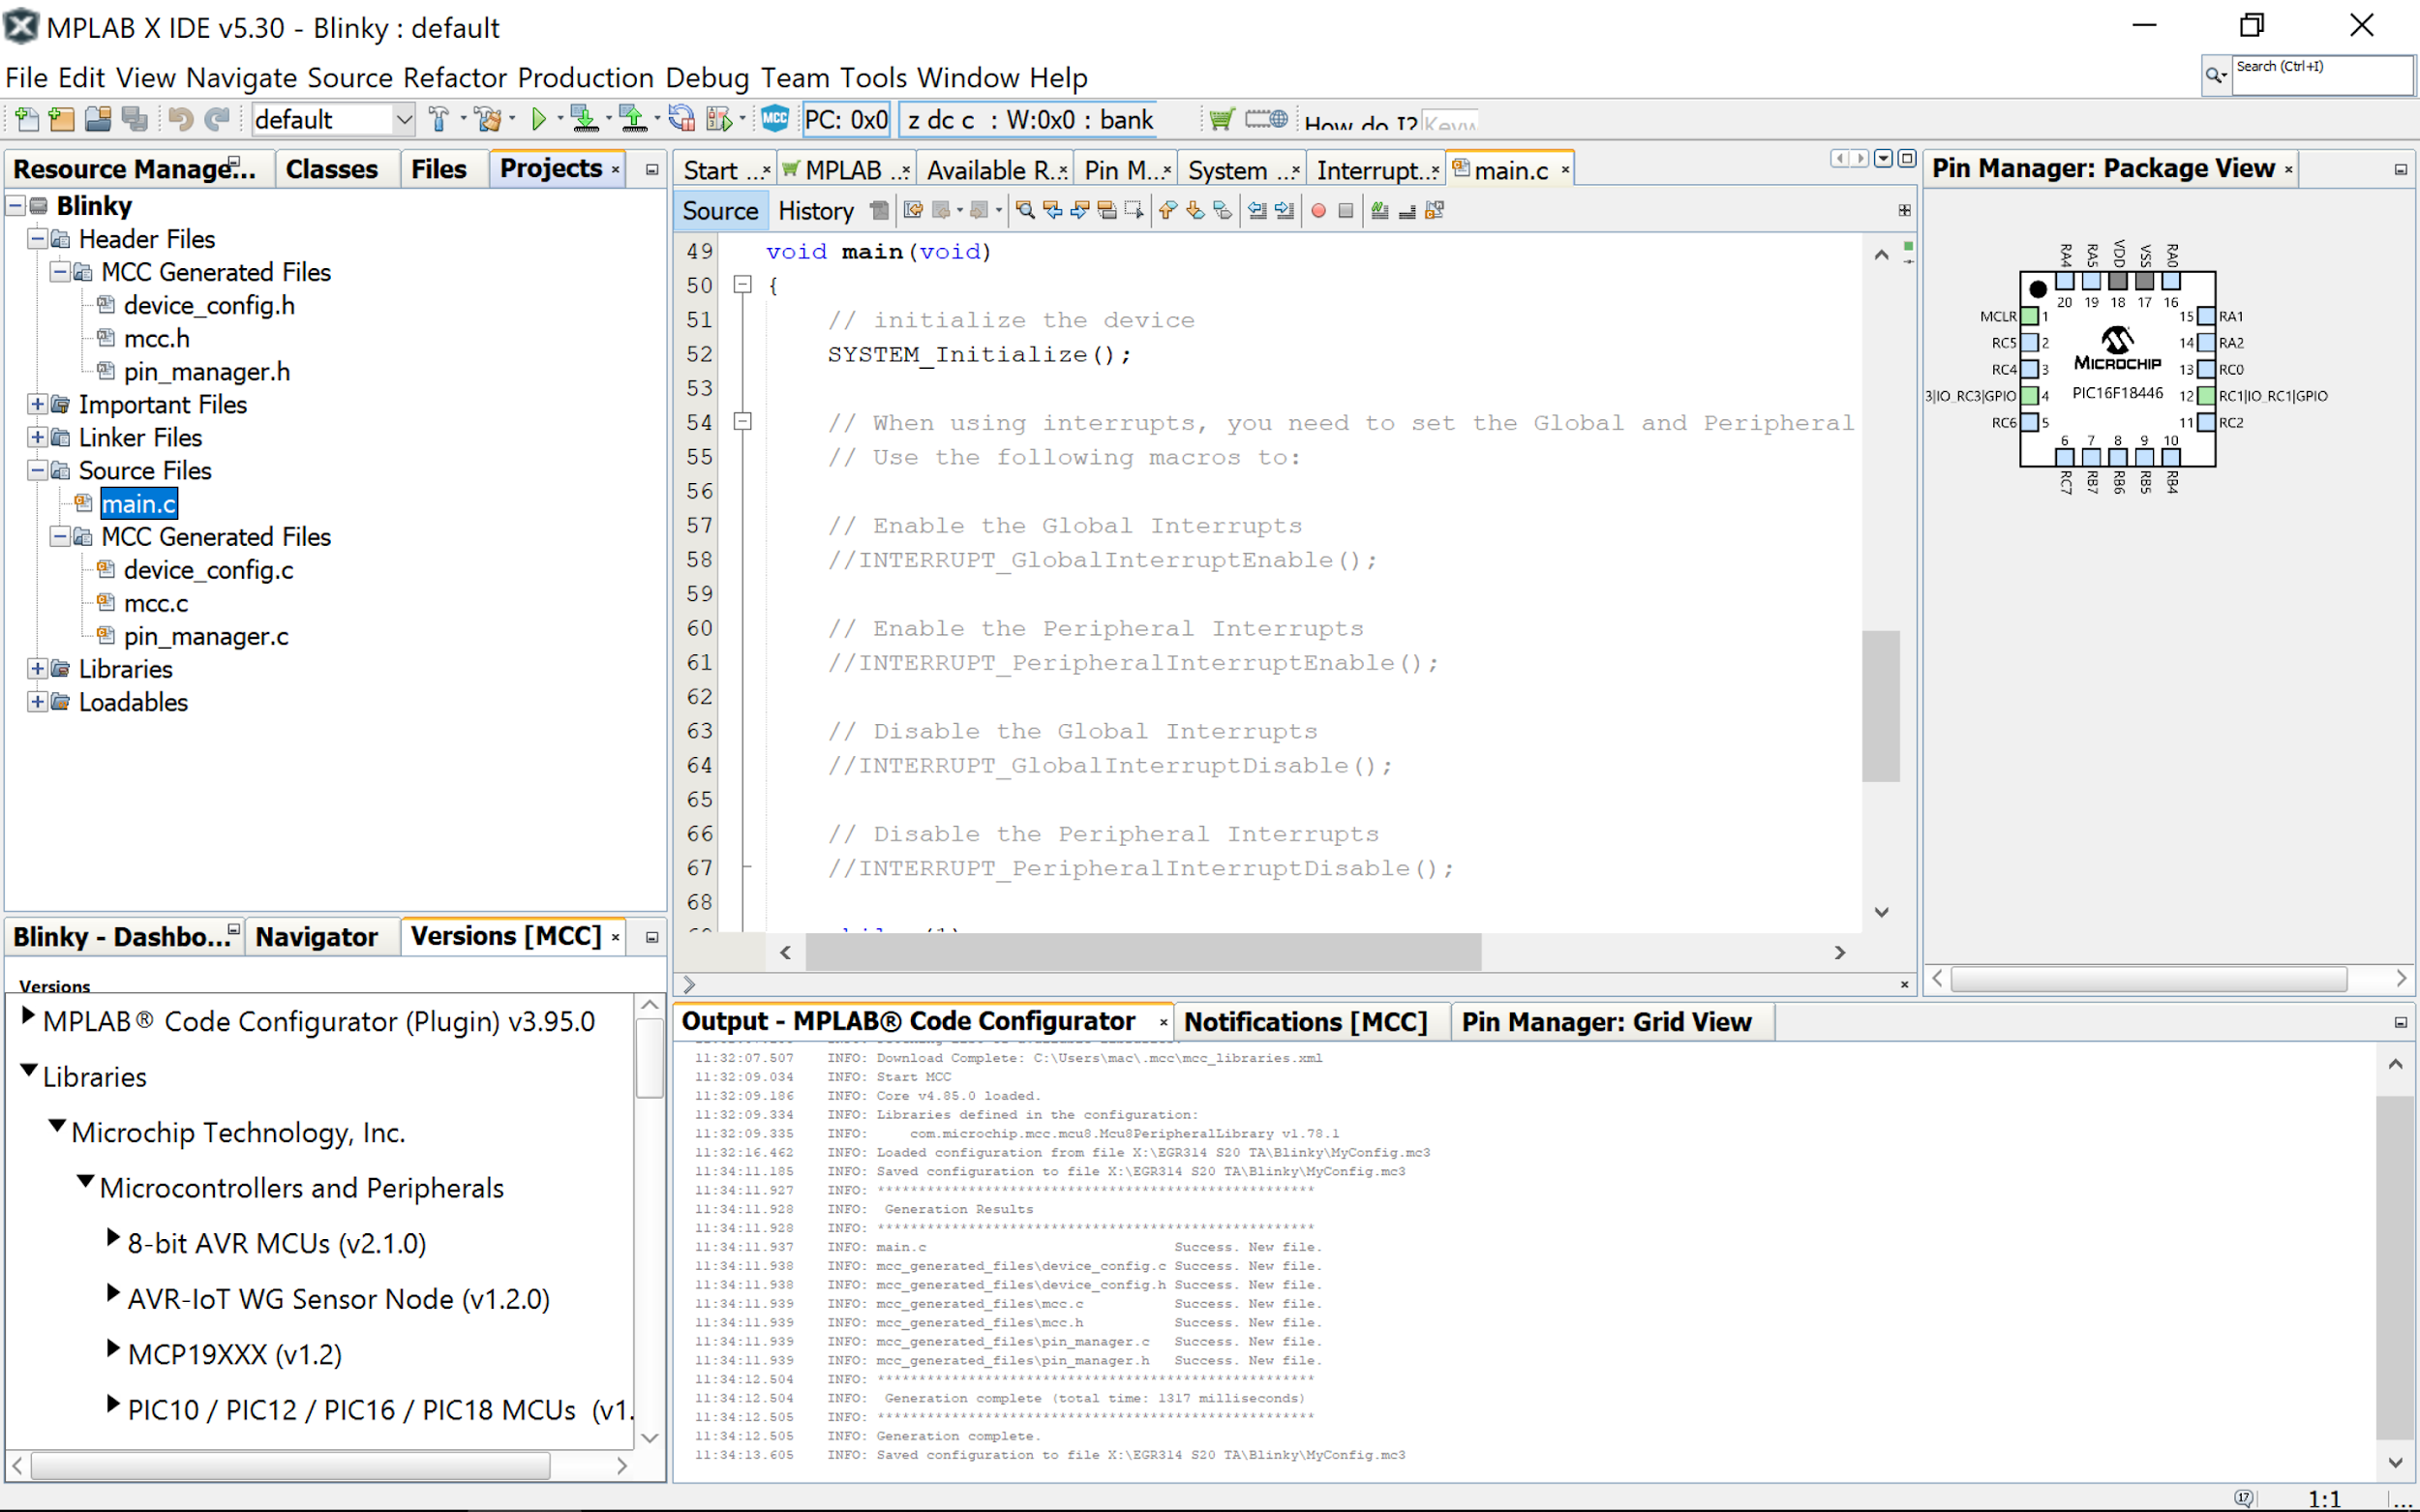 MPLAB X IDE v5.30 - Blinky : default
File Edit View Navigate Source Refactor Production Debug Team Tools Window Help
Search (Ctrl+I)
default
MCC
PC: 0x0
z dc c : W:0x0 : bank
How do I?
Resource Manage...
Classes
Files
Projects
Blinky
Header Files
MCC Generated Files
device_config.h
mcc.h
pin_manager.h
Important Files
Linker Files
Source Files
main.c
MCC Generated Files
device_config.c
mcc.c
pin_manager.c
Libraries
Loadables
Start ...
MPLAB ...
Available R..
Pin M...
System ...
Interrupt...
main.c
Source
History
49 void main(void)
50 {
51 // initialize the device
52 SYSTEM_Initialize();
53
54 // When using interrupts, you need to set the Global and Peripheral
55 // Use the following macros to:
56
57 // Enable the Global Interrupts
58 //INTERRUPT_GlobalInterruptEnable();
59
60 // Enable the Peripheral Interrupts
61 //INTERRUPT_PeripheralInterruptEnable();
62
63 // Disable the Global Interrupts
64 //INTERRUPT_GlobalInterruptDisable();
65
66 // Disable the Peripheral Interrupts
67 //INTERRUPT_PeripheralInterruptDisable();
68
Pin Manager: Package View
RA4 RA5 VDD VSS RA0
20 19 18 17 16
MCLR 1 15 RA1
RC5 2 14 RA2
RC4 3 13 RC0
3|IO_RC3|GPIO 4 12 RC1|IO_RC1|GPIO
RC6 5 11 RC2
MICROCHIP
PIC16F18446
6 7 8 9 10
RC7 RB7 RB6 RB5 RB4
Blinky - Dashbo...
Navigator
Versions [MCC]
Versions
MPLAB® Code Configurator (Plugin) v3.95.0
Libraries
Microchip Technology, Inc.
Microcontrollers and Peripherals
8-bit AVR MCUs (v2.1.0)
AVR-IoT WG Sensor Node (v1.2.0)
MCP19XXX (v1.2)
PIC10 / PIC12 / PIC16 / PIC18 MCUs (v1.
Output - MPLAB® Code Configurator
Notifications [MCC]
Pin Manager: Grid View
11:32:07.507 INFO: Download Complete: C:\Users\mac\.mcc\mcc_libraries.xml
11:32:09.034 INFO: Start MCC
11:32:09.186 INFO: Core v4.85.0 loaded.
11:32:09.334 INFO: Libraries defined in the configuration:
11:32:09.335 INFO: com.microchip.mcc.mcu8.Mcu8PeripheralLibrary v1.78.1
11:32:16.462 INFO: Loaded configuration from file X:\EGR314 S20 TA\Blinky\MyConfig.mc3
11:34:11.185 INFO: Saved configuration to file X:\EGR314 S20 TA\Blinky\MyConfig.mc3
11:34:11.927 INFO: *****************************************************
11:34:11.928 INFO: Generation Results
11:34:11.928 INFO: *****************************************************
11:34:11.937 INFO: main.c Success. New file.
11:34:11.938 INFO: mcc_generated_files\device_config.c Success. New file.
11:34:11.938 INFO: mcc_generated_files\device_config.h Success. New file.
11:34:11.939 INFO: mcc_generated_files\mcc.c Success. New file.
11:34:11.939 INFO: mcc_generated_files\mcc.h Success. New file.
11:34:11.939 INFO: mcc_generated_files\pin_manager.c Success. New file.
11:34:11.939 INFO: mcc_generated_files\pin_manager.h Success. New file.
11:34:12.504 INFO: *****************************************************
11:34:12.504 INFO: Generation complete (total time: 1317 milliseconds)
11:34:12.505 INFO: *****************************************************
11:34:12.505 INFO: Generation complete.
11:34:13.605 INFO: Saved configuration to file X:\EGR314 S20 TA\Blinky\MyConfig.mc3
17
1:1
...